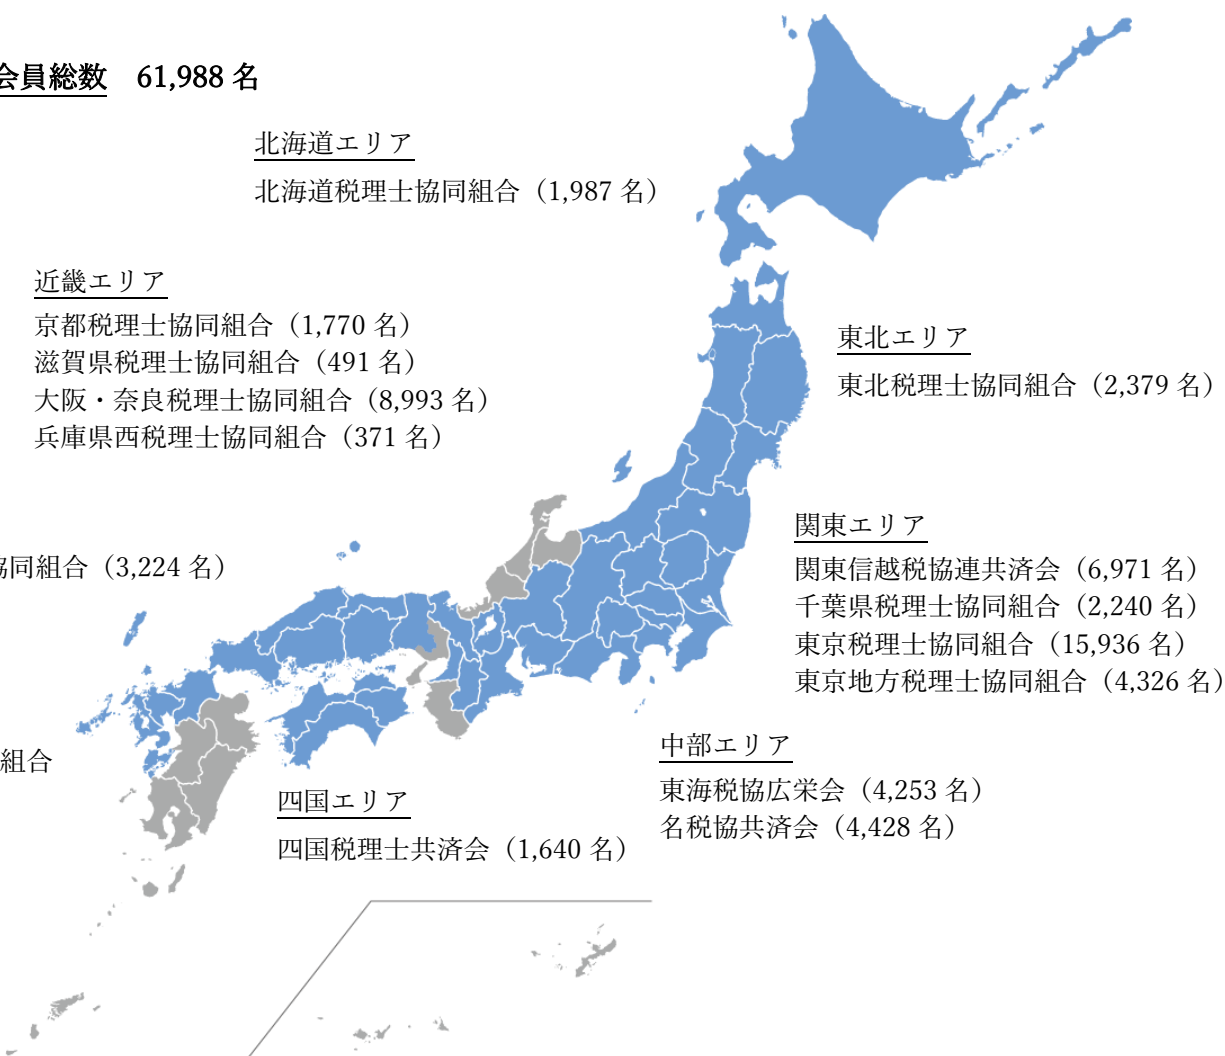 会員総数 61,988 名
北海道エリア
北海道税理士協同組合（1,987 名）
近畿エリア
京都税理士協同組合（1,770 名）
滋賀県税理士協同組合（491 名）
大阪・奈良税理士協同組合（8,993 名）
兵庫県西税理士協同組合（371 名）
東北エリア
東北税理士協同組合（2,379 名）
関東エリア
関東信越税協連共済会（6,971 名）
千葉県税理士協同組合（2,240 名）
東京税理士協同組合（15,936 名）
東京地方税理士協同組合（4,326 名）
協同組合（3,224 名）
組合
中部エリア
東海税協広栄会（4,253 名）
名税協共済会（4,428 名）
四国エリア
四国税理士共済会（1,640 名）